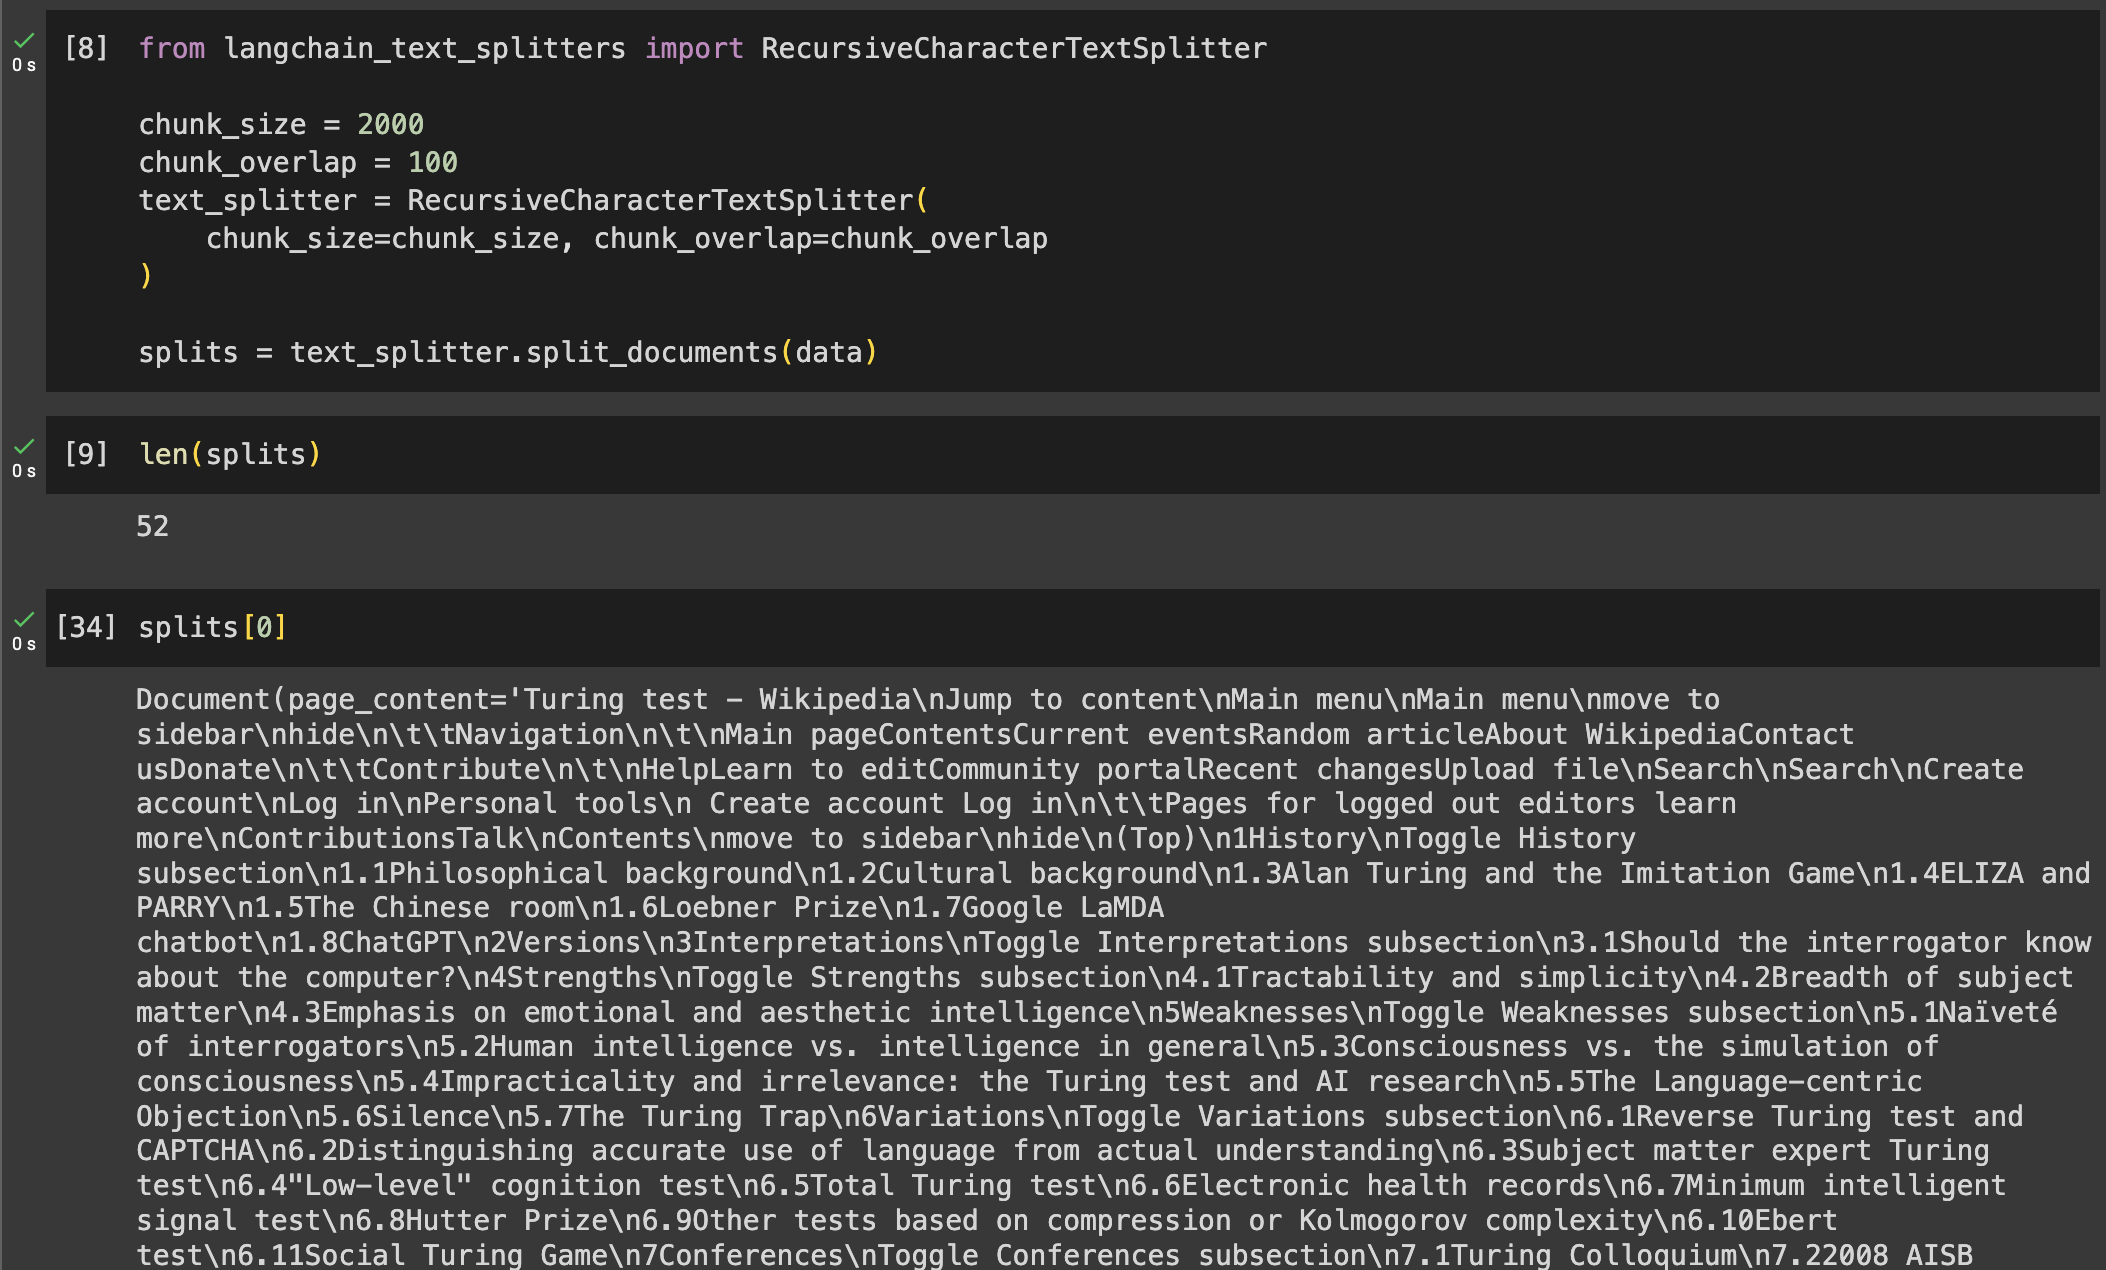 [8] from langchain_text_splitters import RecursiveCharacterTextSplitter
0s
chunk_size = 2000
chunk_overlap = 100
text_splitter = RecursiveCharacterTextSplitter(
    chunk_size=chunk_size, chunk_overlap=chunk_overlap
)
splits = text_splitter.split_documents(data)
[9] len(splits)
0s
52
[34] splits[0]
0s
Document(page_content='Turing test – Wikipedia\nJump to content\nMain menu\nMain menu\nmove to
sidebar\nhide\n\t\tNavigation\n\t\nMain pageContentsCurrent eventsRandom articleAbout WikipediaContact
usDonate\n\t\tContribute\n\t\nHelpLearn to editCommunity portalRecent changesUpload file\nSearch\nSearch\nCreate
account\nLog in\nPersonal tools\n Create account Log in\n\t\tPages for logged out editors learn
more\nContributionsTalk\nContents\nmove to sidebar\nhide\n(Top)\n1History\nToggle History
subsection\n1.1Philosophical background\n1.2Cultural background\n1.3Alan Turing and the Imitation Game\n1.4ELIZA and
PARRY\n1.5The Chinese room\n1.6Loebner Prize\n1.7Google LaMDA
chatbot\n1.8ChatGPT\n2Versions\n3Interpretations\nToggle Interpretations subsection\n3.1Should the interrogator know
about the computer?\n4Strengths\nToggle Strengths subsection\n4.1Tractability and simplicity\n4.2Breadth of subject
matter\n4.3Emphasis on emotional and aesthetic intelligence\n5Weaknesses\nToggle Weaknesses subsection\n5.1Naïveté
of interrogators\n5.2Human intelligence vs. intelligence in general\n5.3Consciousness vs. the simulation of
consciousness\n5.4Impracticality and irrelevance: the Turing test and AI research\n5.5The Language–centric
Objection\n5.6Silence\n5.7The Turing Trap\n6Variations\nToggle Variations subsection\n6.1Reverse Turing test and
CAPTCHA\n6.2Distinguishing accurate use of language from actual understanding\n6.3Subject matter expert Turing
test\n6.4"Low–level" cognition test\n6.5Total Turing test\n6.6Electronic health records\n6.7Minimum intelligent
signal test\n6.8Hutter Prize\n6.9Other tests based on compression or Kolmogorov complexity\n6.10Ebert
test\n6.11Social Turing Game\n7Conferences\nToggle Conferences subsection\n7.1Turing Colloquium\n7.22008 AISB